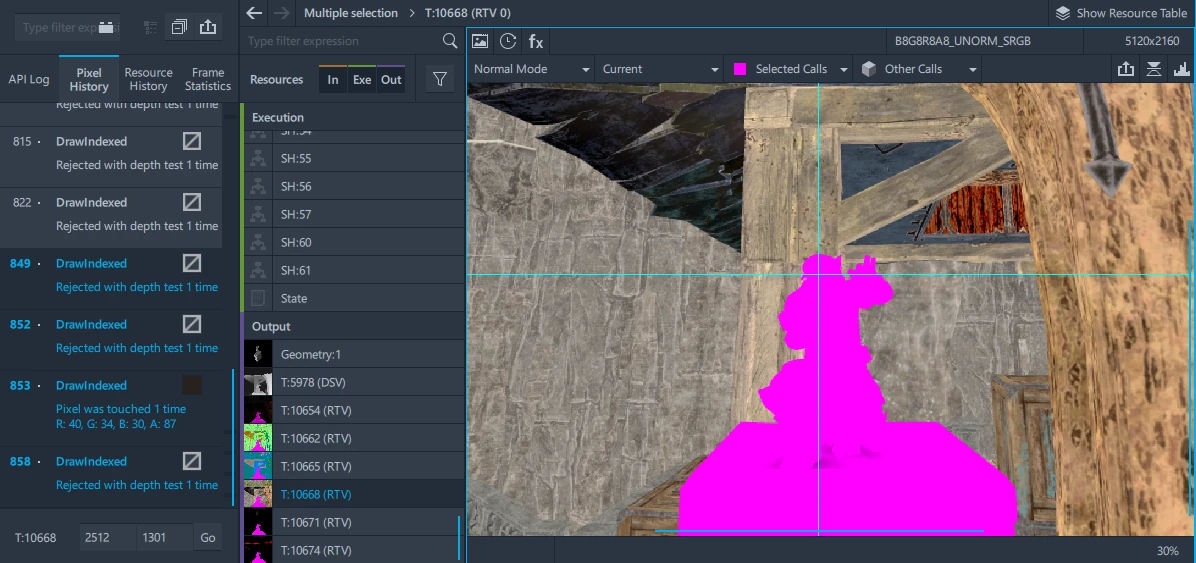 Type filter expression
Multiple selection > T:10668 (RTV 0)
Show Resource Table
Type filter expression
fx
B8G8R8A8_UNORM_SRGB
5120x2160
API Log
Pixel History
Resource History
Frame Statistics
Resources
In
Exe
Out
Normal Mode
Current
Selected Calls
Other Calls
Rejected with depth test 1 time
815 · DrawIndexed
Rejected with depth test 1 time
822 · DrawIndexed
Rejected with depth test 1 time
849 · DrawIndexed
Rejected with depth test 1 time
852 · DrawIndexed
Rejected with depth test 1 time
853 · DrawIndexed
Pixel was touched 1 time
R: 40, G: 34, B: 30, A: 87
858 · DrawIndexed
Rejected with depth test 1 time
T:10668
2512
1301
Go
Execution
SH:54
SH:55
SH:56
SH:57
SH:60
SH:61
State
Output
Geometry:1
T:5978 (DSV)
T:10654 (RTV)
T:10662 (RTV)
T:10665 (RTV)
T:10668 (RTV)
T:10671 (RTV)
T:10674 (RTV)
30%